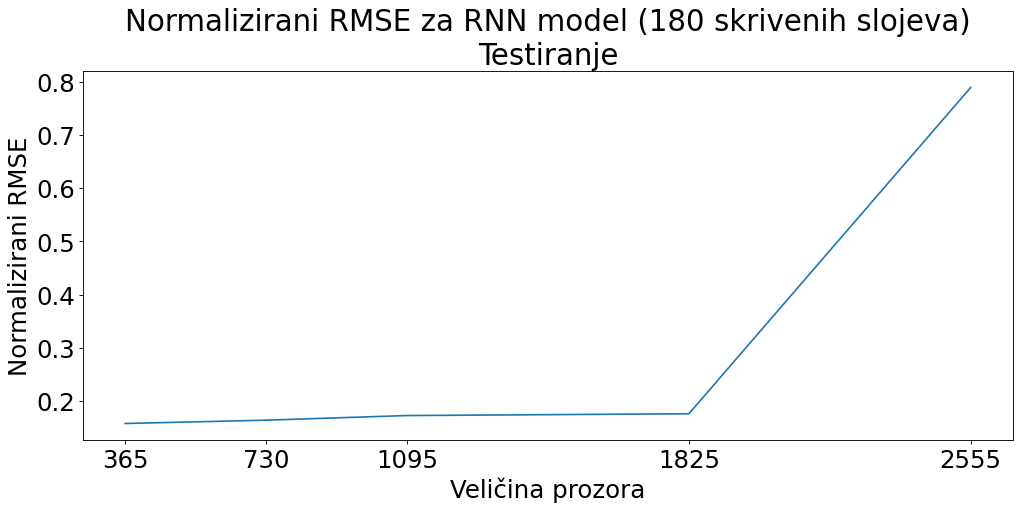 Normalizirani RMSE za RNN model (180 skrivenih slojeva)
Testiranje
Normalizirani RMSE
0.8
0.7
0.6
0.5
0.4
0.3
0.2
365 730 1095 1825 2555
Veličina prozora